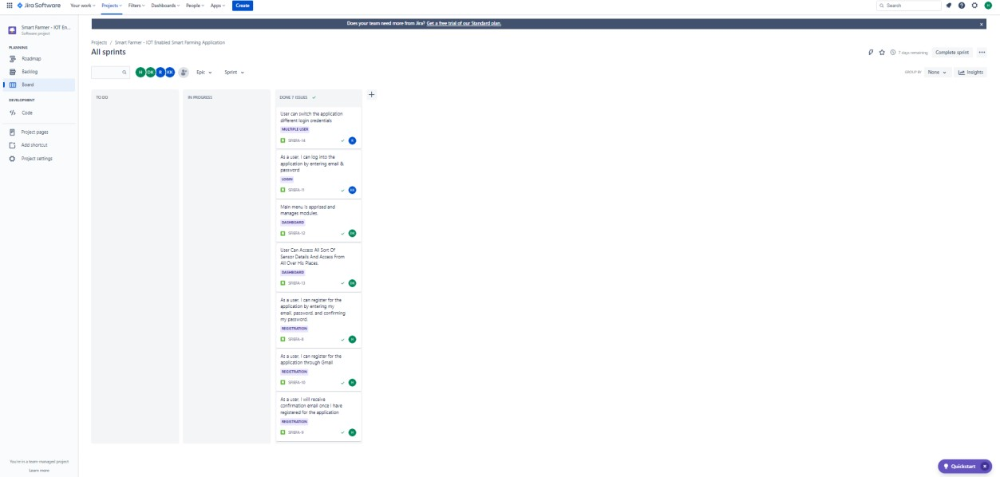 Jira Software
Your work
Projects
Filters
Dashboards
People
Apps
Create
Search
H
Smart Farmer - IOT En...
Software project
Does your team need more from Jira? Get a free trial of our Standard plan.
PLANNING
Roadmap
Backlog
Board
DEVELOPMENT
Code
Project pages
Add shortcut
Project settings
You're in a team-managed project
Learn more
Projects / Smart Farmer - IOT Enabled Smart Farming Application
All sprints
7 days remaining
Complete sprint
H DK R KK
Epic
Sprint
GROUP BY
None
Insights
TO DO
IN PROGRESS
DONE 7 ISSUES
User can switch the application
different login credentials
MULTIPLE USER
SFIEFA-14
R
As a user, I can log into the
application by entering email &
password
LOGIN
SFIEFA-11
KK
Main menu is apprised and
manages modules.
DASHBOARD
SFIEFA-12
DK
User Can Access All Sort Of
Sensor Details And Access From
All Over His Places.
DASHBOARD
SFIEFA-13
DK
As a user, I can register for the
application by entering my
email, password, and confirming
my password.
REGISTRATION
SFIEFA-8
H
As a user, I can register for the
application through Gmail
REGISTRATION
SFIEFA-10
H
As a user, I will receive
confirmation email once I have
registered for the application
REGISTRATION
SFIEFA-9
H
Quickstart